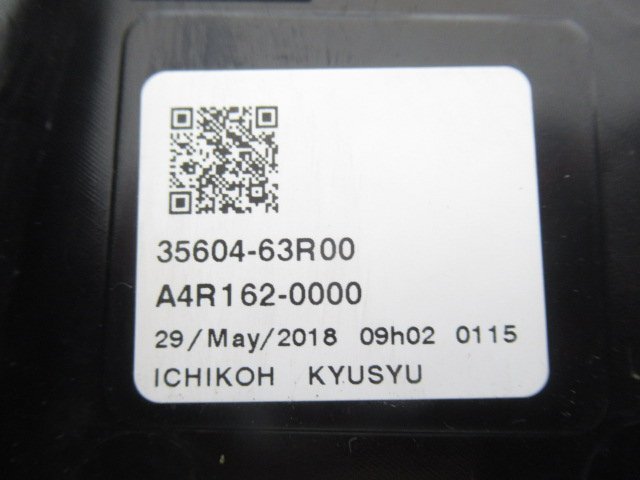 35604-63R00
A4R162-0000
29/May/2018 09h02 0115
ICHIKOH KYUSYU